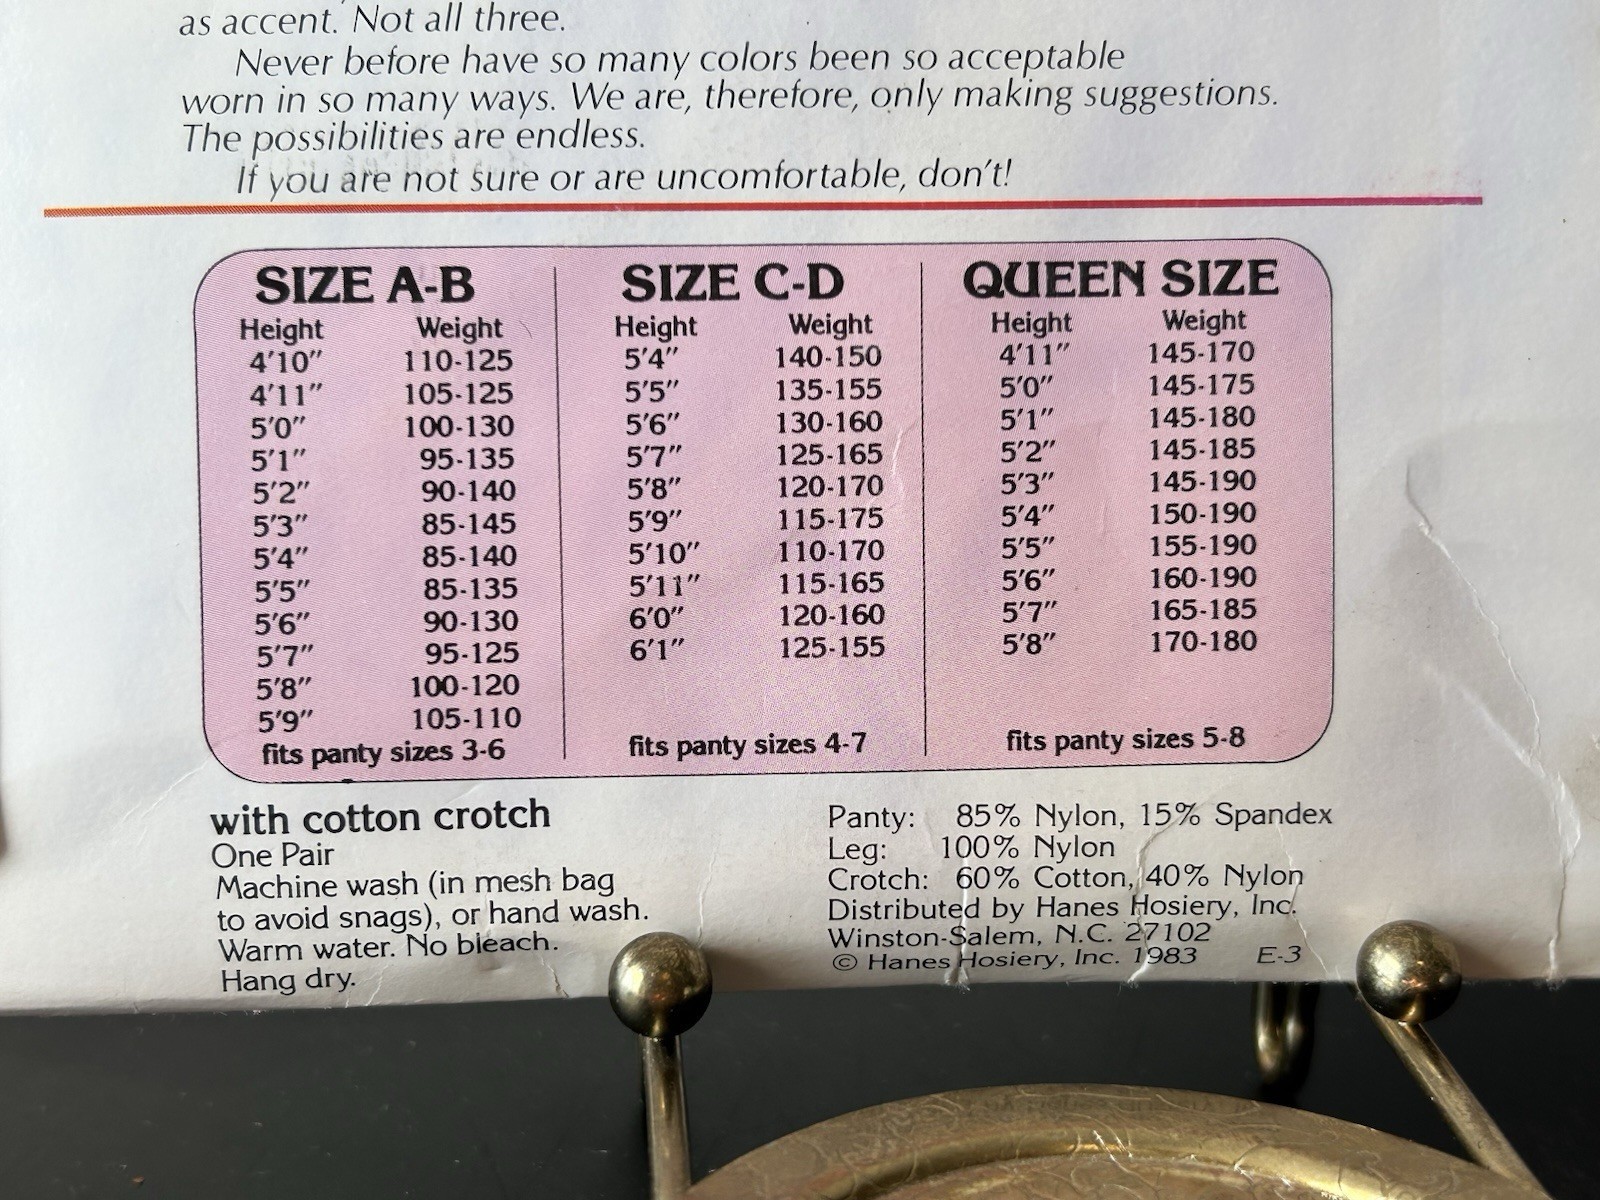 as accent. Not all three.
Never before have so many colors been so acceptable
worn in so many ways. We are, therefore, only making suggestions.
The possibilities are endless.
If you are not sure or are uncomfortable, don't!
SIZE A-B
Height Weight
4'10" 110-125
4'11" 105-125
5'0" 100-130
5'1" 95-135
5'2" 90-140
5'3" 85-145
5'4" 85-140
5'5" 85-135
5'6" 90-130
5'7" 95-125
5'8" 100-120
5'9" 105-110
fits panty sizes 3-6
SIZE C-D
Height Weight
5'4" 140-150
5'5" 135-155
5'6" 130-160
5'7" 125-165
5'8" 120-170
5'9" 115-175
5'10" 110-170
5'11" 115-165
6'0" 120-160
6'1" 125-155
fits panty sizes 4-7
QUEEN SIZE
Height Weight
4'11" 145-170
5'0" 145-175
5'1" 145-180
5'2" 145-185
5'3" 145-190
5'4" 150-190
5'5" 155-190
5'6" 160-190
5'7" 165-185
5'8" 170-180
fits panty sizes 5-8
with cotton crotch
One Pair
Machine wash (in mesh bag
to avoid snags), or hand wash.
Warm water. No bleach.
Hang dry.
Panty: 85% Nylon, 15% Spandex
Leg: 100% Nylon
Crotch: 60% Cotton, 40% Nylon
Distributed by Hanes Hosiery, Inc.
Winston-Salem, N.C. 27102
© Hanes Hosiery, Inc. 1983 E-3